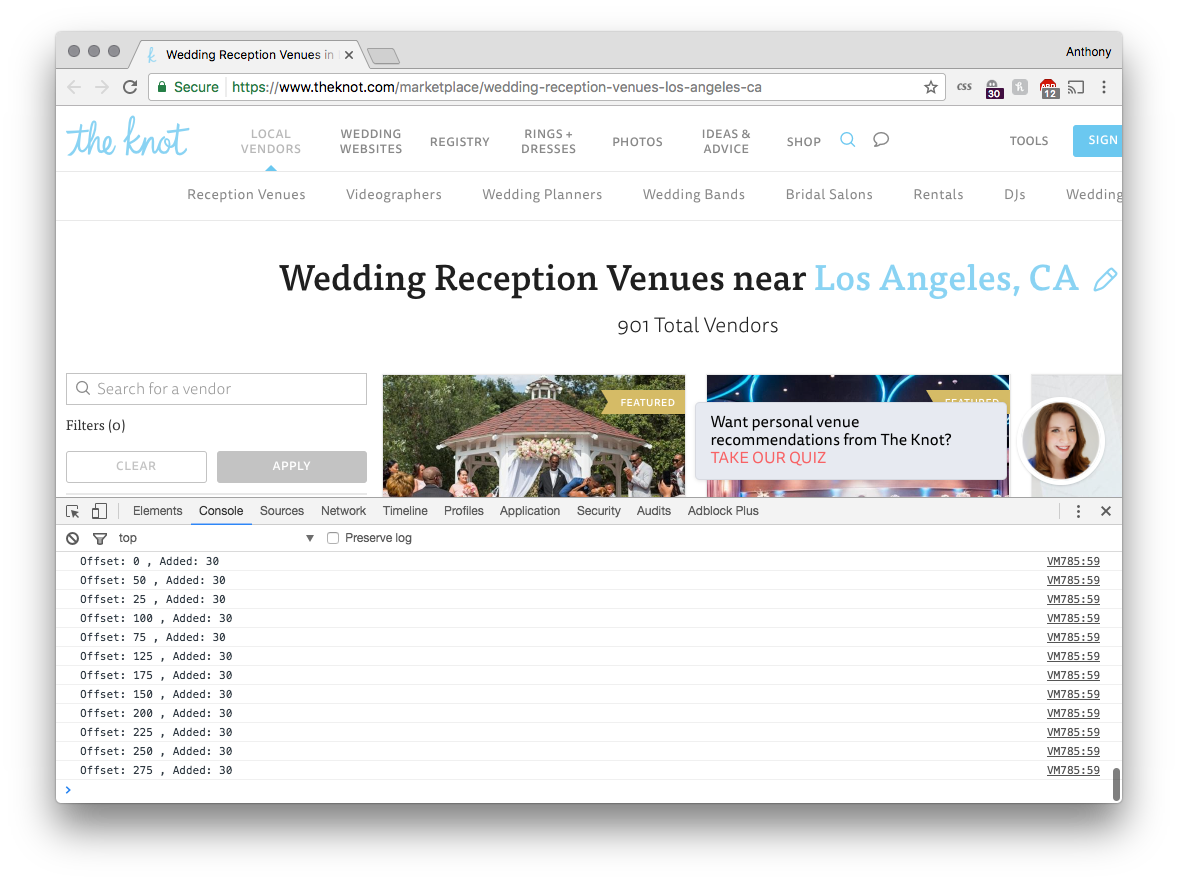 Wedding Reception Venues in
Anthony
Secure https://www.theknot.com/marketplace/wedding-reception-venues-los-angeles-ca
css 30 12
the knot
LOCAL VENDORS
WEDDING WEBSITES
REGISTRY
RINGS + DRESSES
PHOTOS
IDEAS & ADVICE
SHOP
TOOLS
SIGN
Reception Venues Videographers Wedding Planners Wedding Bands Bridal Salons Rentals DJs Wedding
Wedding Reception Venues near Los Angeles, CA
901 Total Vendors
Search for a vendor
Filters (0)
CLEAR APPLY
FEATURED
FEATURED
Want personal venue
recommendations from The Knot?
TAKE OUR QUIZ
Elements Console Sources Network Timeline Profiles Application Security Audits Adblock Plus
top Preserve log
Offset: 0 , Added: 30 VM785:59
Offset: 50 , Added: 30 VM785:59
Offset: 25 , Added: 30 VM785:59
Offset: 100 , Added: 30 VM785:59
Offset: 75 , Added: 30 VM785:59
Offset: 125 , Added: 30 VM785:59
Offset: 175 , Added: 30 VM785:59
Offset: 150 , Added: 30 VM785:59
Offset: 200 , Added: 30 VM785:59
Offset: 225 , Added: 30 VM785:59
Offset: 250 , Added: 30 VM785:59
Offset: 275 , Added: 30 VM785:59